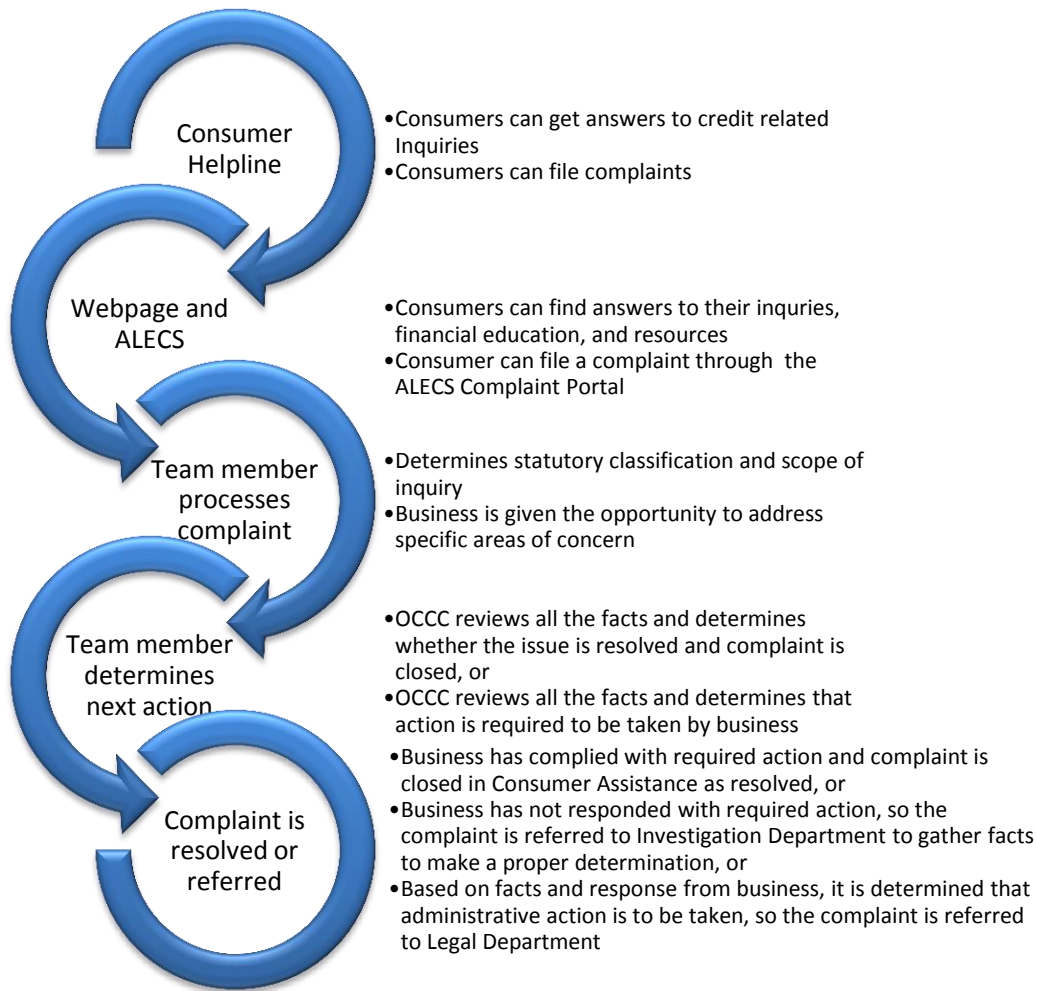 Consumer
Helpline
•Consumers can get answers to credit related
Inquiries
•Consumers can file complaints
Webpage and
ALECS
•Consumers can find answers to their inquries,
financial education, and resources
•Consumer can file a complaint through the
ALECS Complaint Portal
Team member
processes
complaint
•Determines statutory classification and scope of
inquiry
•Business is given the opportunity to address
specific areas of concern
Team member
determines
next action
•OCCC reviews all the facts and determines
whether the issue is resolved and complaint is
closed, or
•OCCC reviews all the facts and determines that
action is required to be taken by business
Complaint is
resolved or
referred
•Business has complied with required action and complaint is
closed in Consumer Assistance as resolved, or
•Business has not responded with required action, so the
complaint is referred to Investigation Department to gather facts
to make a proper determination, or
•Based on facts and response from business, it is determined that
administrative action is to be taken, so the complaint is referred
to Legal Department